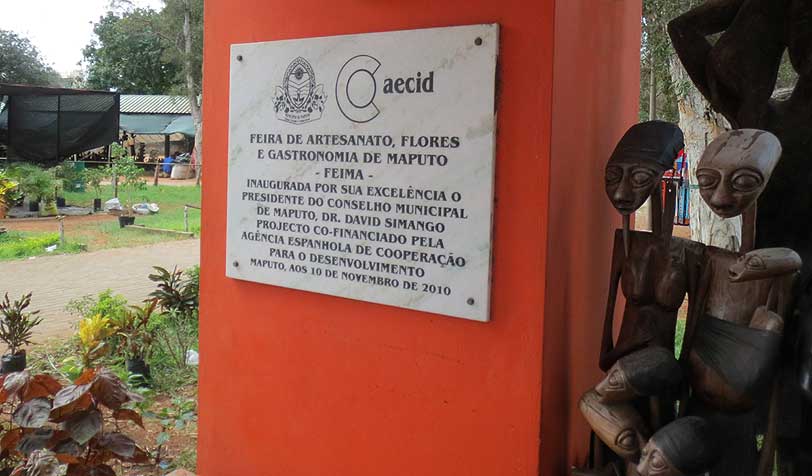 aecid
FEIRA DE ARTESANATO, FLORES
E GASTRONOMIA DE MAPUTO
- FEIMA -
INAUGURADA POR SUA EXCELÊNCIA O
PRESIDENTE DO CONSELHO MUNICIPAL
DE MAPUTO, DR. DAVID SIMANGO
PROJECTO CO-FINANCIADO PELA
AGÊNCIA ESPANHOLA DE COOPERAÇÃO
PARA O DESENVOLVIMENTO
MAPUTO, AOS 10 DE NOVEMBRO DE 2010